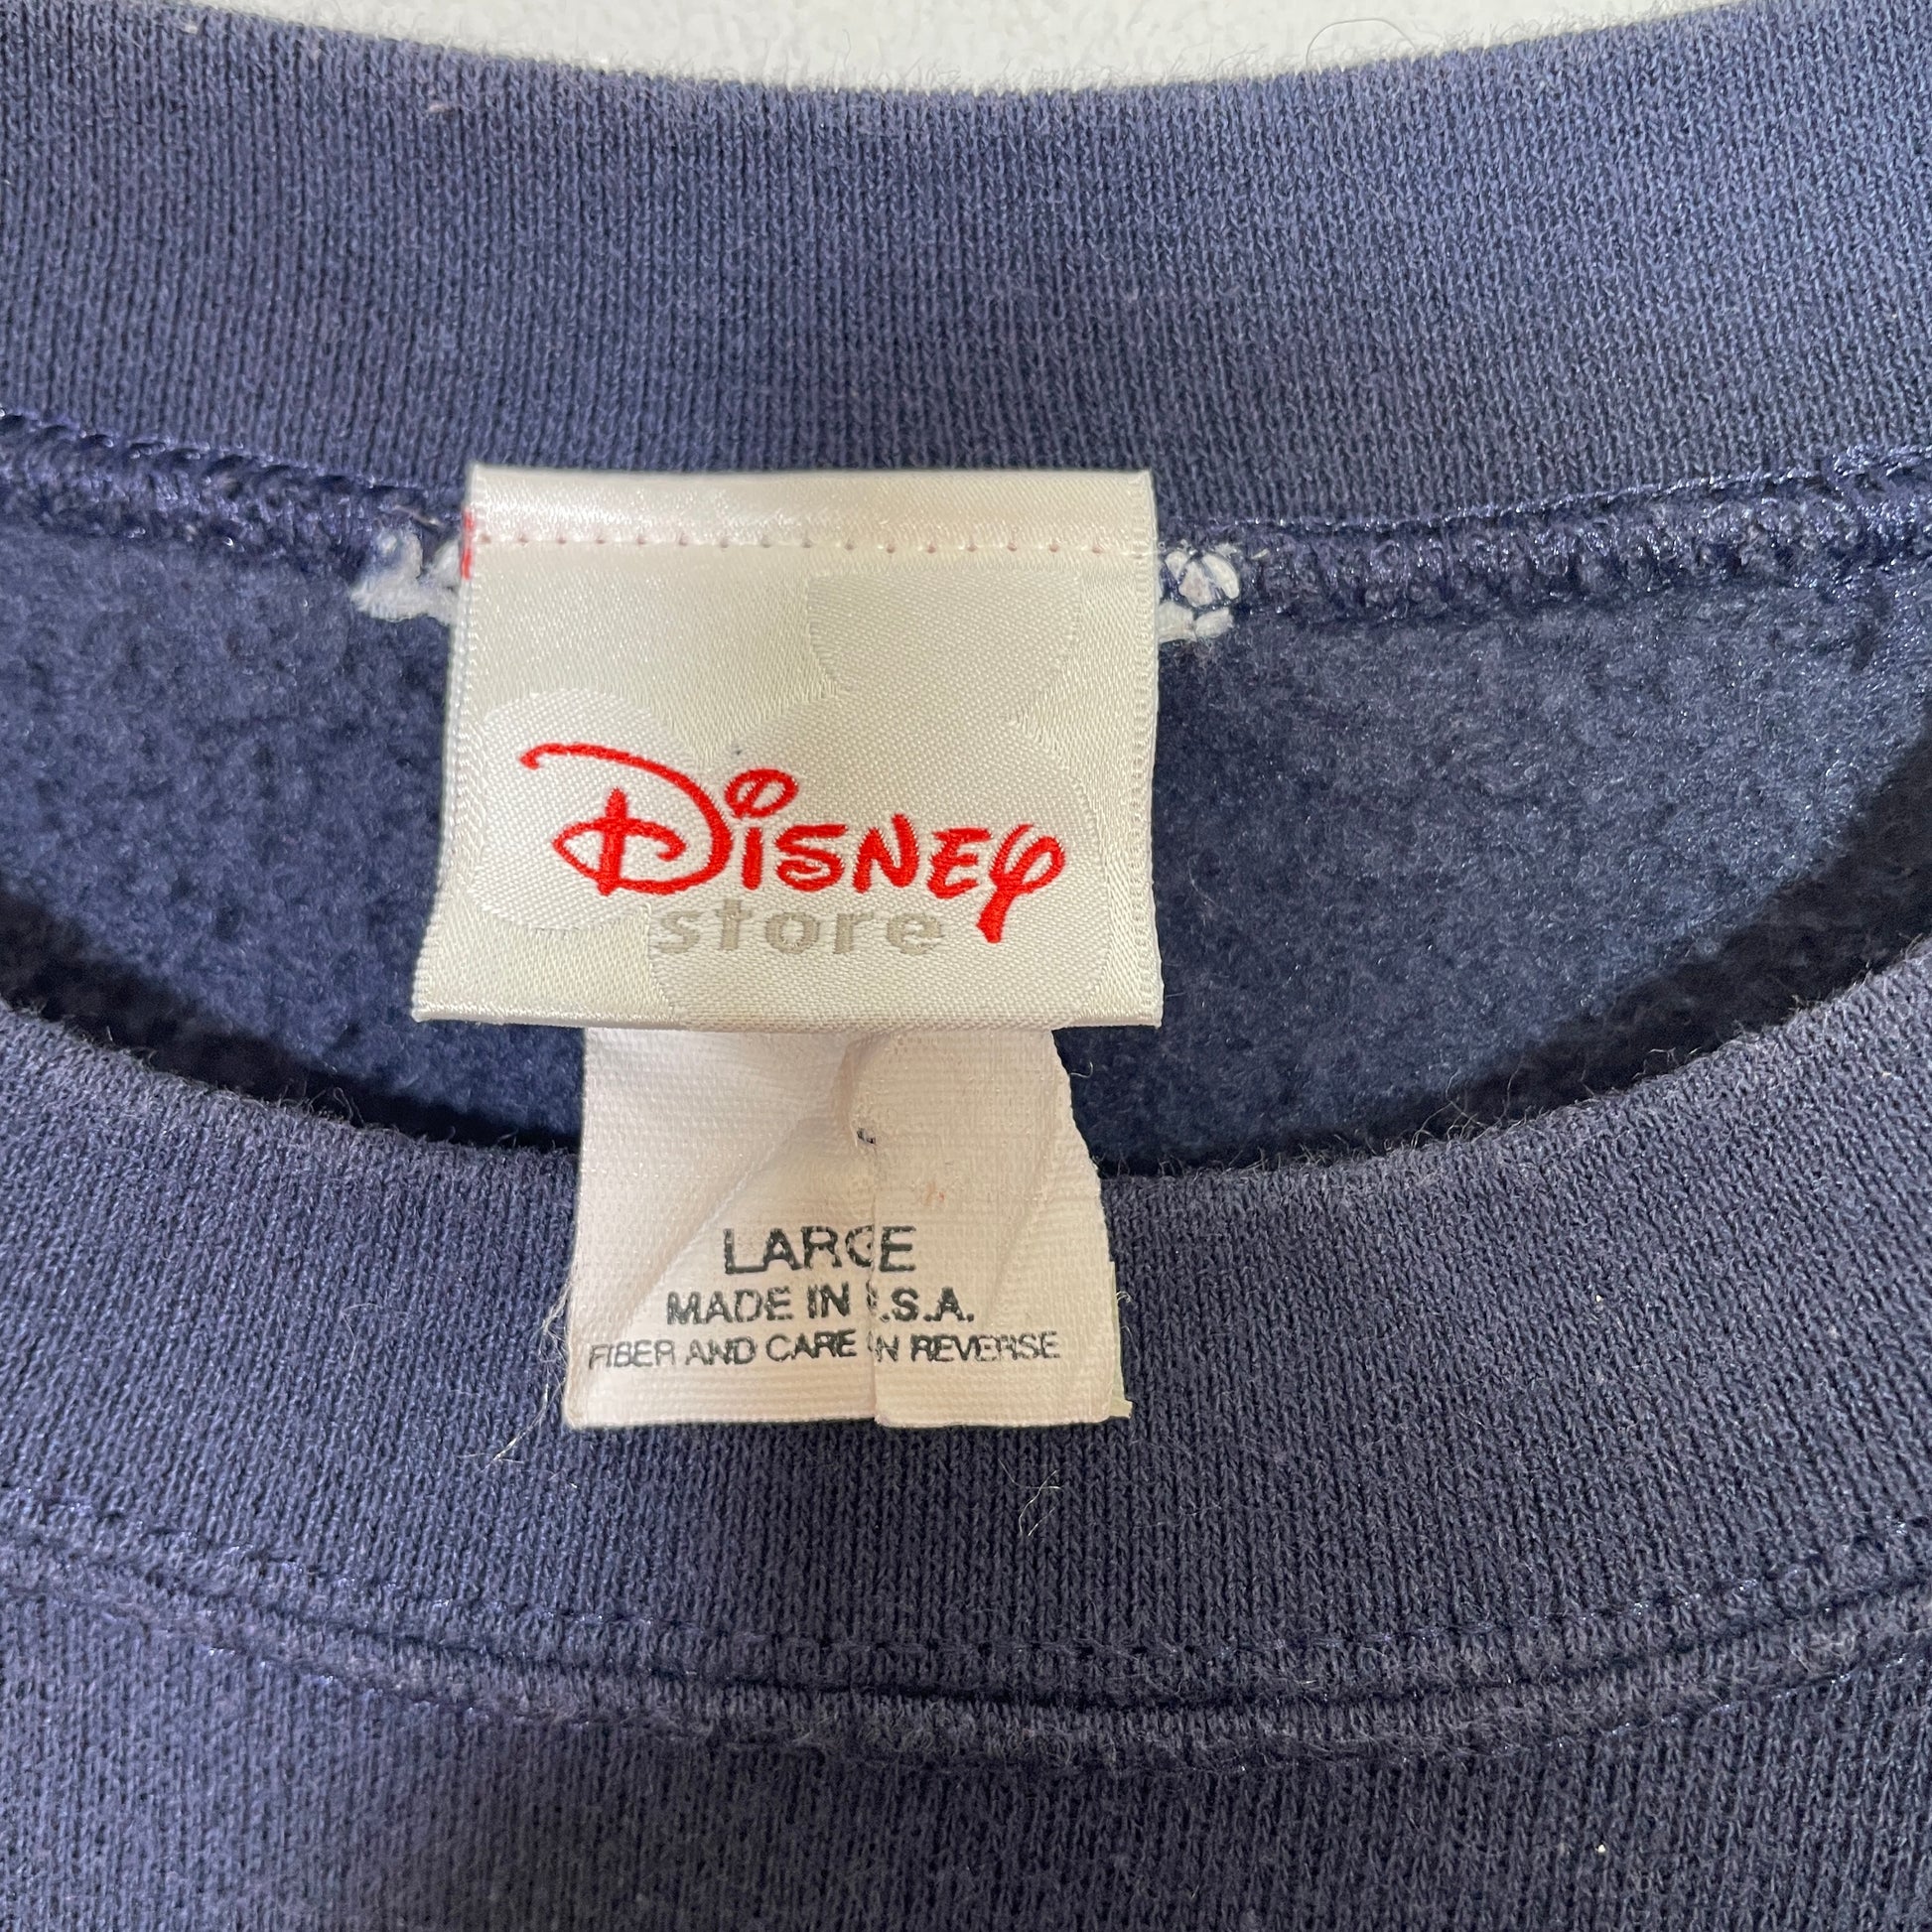 Disney
store
LARGE
MADE IN U.S.A.
FIBER AND CARE ON REVERSE